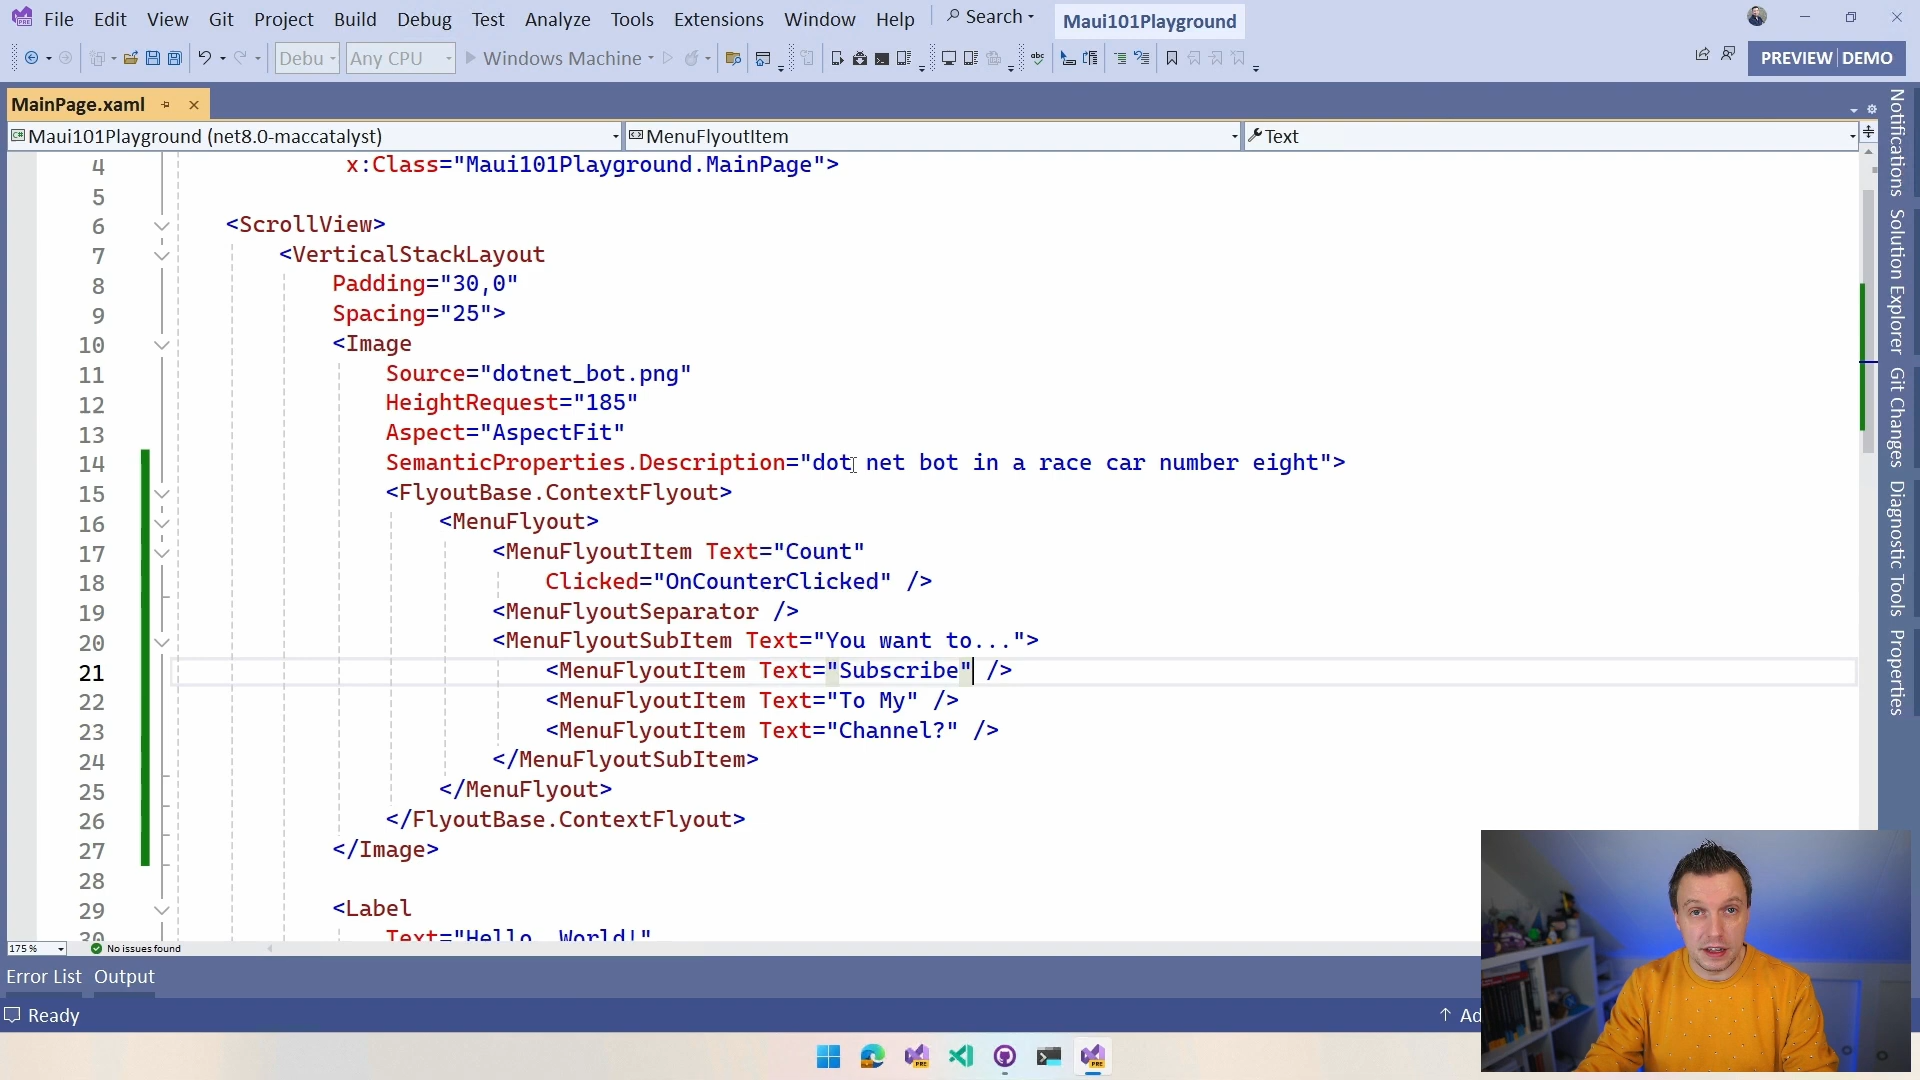 File Edit View Git Project Build Debug Test Analyze Tools Extensions Window Help Search Maui101Playground
Debu Any CPU Windows Machine PREVIEW DEMO
MainPage.xaml
Maui101Playground (net8.0-maccatalyst) MenuFlyoutItem Text
4 x:Class="Maui101Playground.MainPage">
5
6 <ScrollView>
7 <VerticalStackLayout
8 Padding="30,0"
9 Spacing="25">
10 <Image
11 Source="dotnet_bot.png"
12 HeightRequest="185"
13 Aspect="AspectFit"
14 SemanticProperties.Description="dot net bot in a race car number eight">
15 <FlyoutBase.ContextFlyout>
16 <MenuFlyout>
17 <MenuFlyoutItem Text="Count"
18 Clicked="OnCounterClicked" />
19 <MenuFlyoutSeparator />
20 <MenuFlyoutSubItem Text="You want to...">
21 <MenuFlyoutItem Text="Subscribe" />
22 <MenuFlyoutItem Text="To My" />
23 <MenuFlyoutItem Text="Channel?" />
24 </MenuFlyoutSubItem>
25 </MenuFlyout>
26 </FlyoutBase.ContextFlyout>
27 </Image>
28
29 <Label
30 Text="Hello, World!"
175 % No issues found
Error List Output
Ready Ad
Notifications
Solution Explorer
Git Changes
Diagnostic Tools
Properties